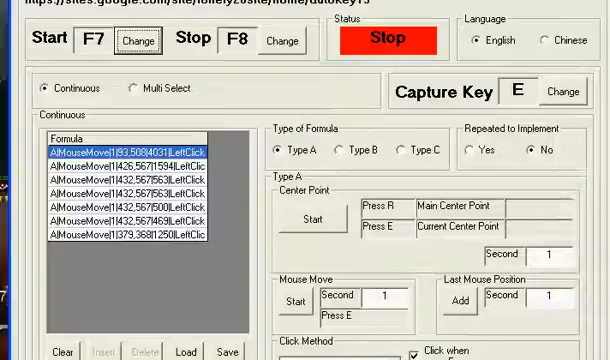 https://sites.google.com/site/lonely20site/home/autokey15
Start F7 Change Stop F8 Change
Status
Stop
Language
English Chinese
Continuous Multi Select
Capture Key E Change
Continuous
Formula
A|MouseMove|1|93,508|4031|LeftClick
A|MouseMove|1|426,567|1594|LeftClic
A|MouseMove|1|432,567|563|LeftClic
A|MouseMove|1|432,567|563|LeftClic
A|MouseMove|1|432,567|500|LeftClic
A|MouseMove|1|432,567|469|LeftClic
A|MouseMove|1|379,368|1250|LeftClic
Clear Insert Delete Load Save
Type of Formula
Type A Type B Type C
Repeated to Implement
Yes No
Type A
Center Point
Start
Press R Main Center Point
Press E Current Center Point
Second 1
Mouse Move
Start Second 1
Press E
Last Mouse Position
Add Second 1
Click Method
Click when